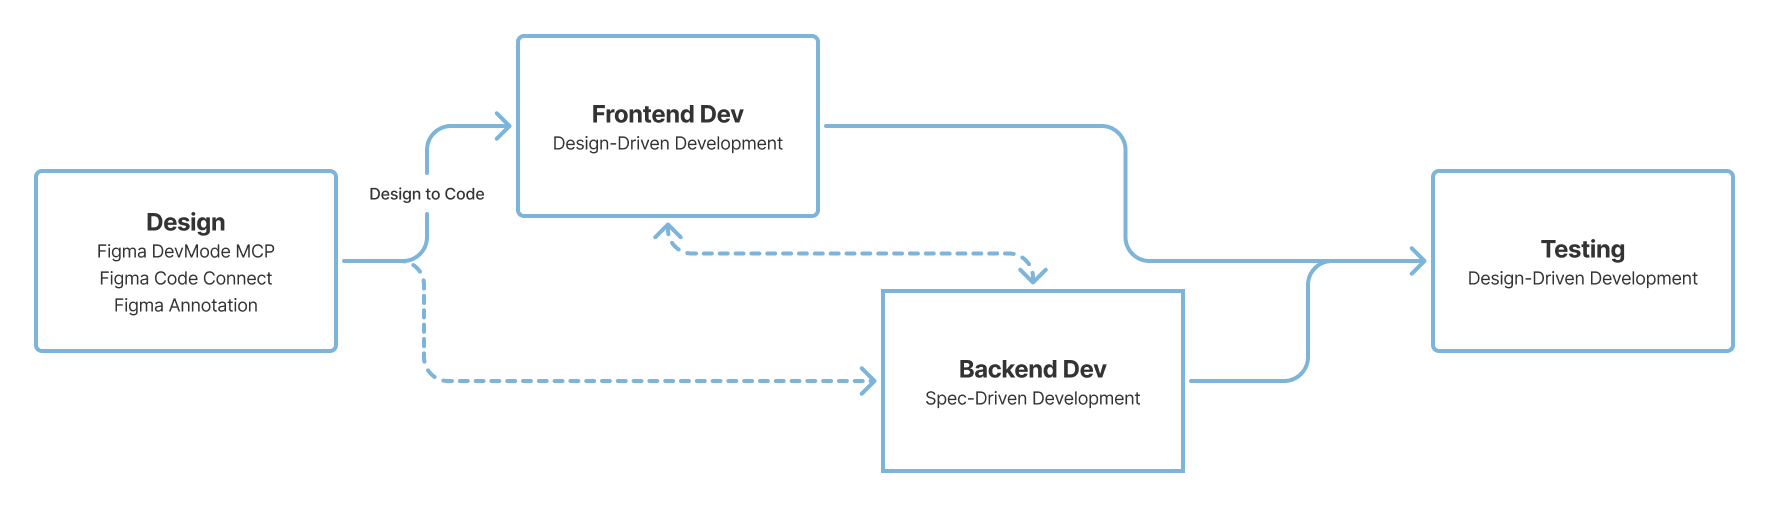 Design
Figma DevMode MCP
Figma Code Connect
Figma Annotation
Design to Code
Frontend Dev
Design-Driven Development
Backend Dev
Spec-Driven Development
Testing
Design-Driven Development